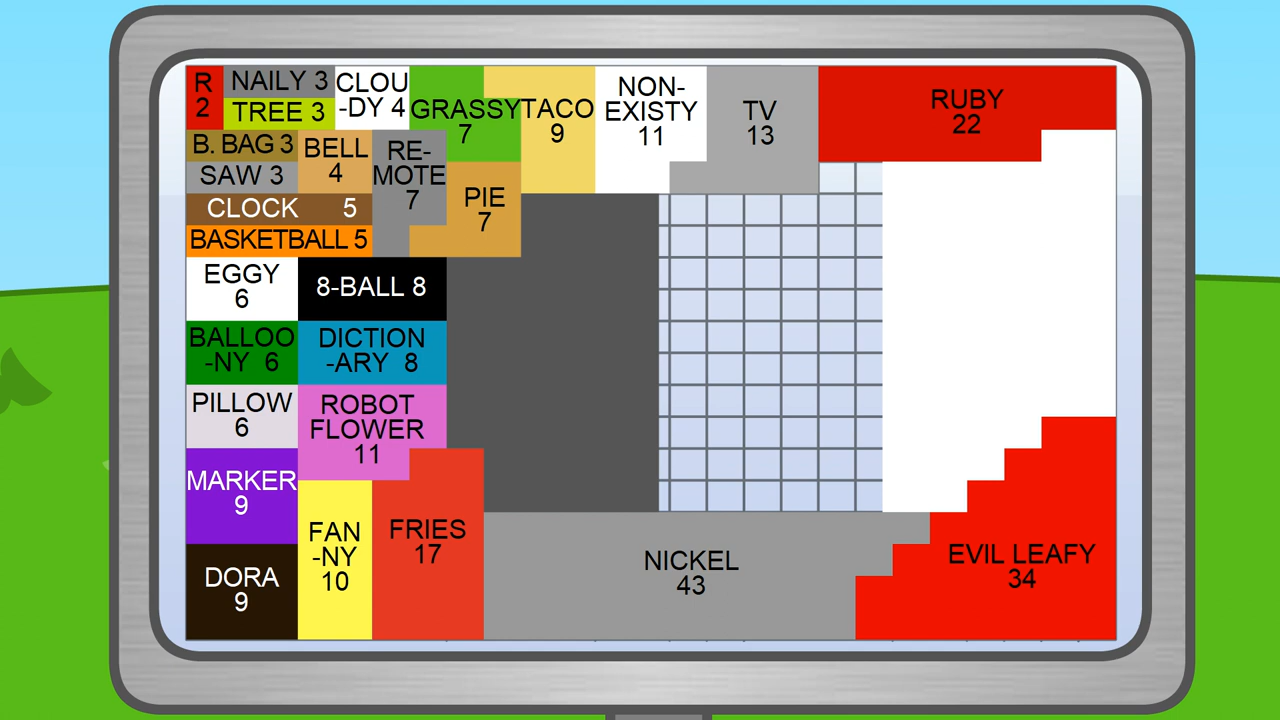 R
2
NAILY 3
TREE 3
CLOU
-DY 4
GRASSY
7
TACO
9
NON-
EXISTY
11
TV
13
RUBY
22
B. BAG 3
SAW 3
BELL
4
RE-
MOTE
7
PIE
7
CLOCK 5
BASKETBALL 5
EGGY
6
8-BALL 8
BALLOO
-NY 6
DICTION
-ARY 8
PILLOW
6
ROBOT
FLOWER
11
MARKER
9
FAN
-NY
10
FRIES
17
NICKEL
43
EVIL LEAFY
34
DORA
9